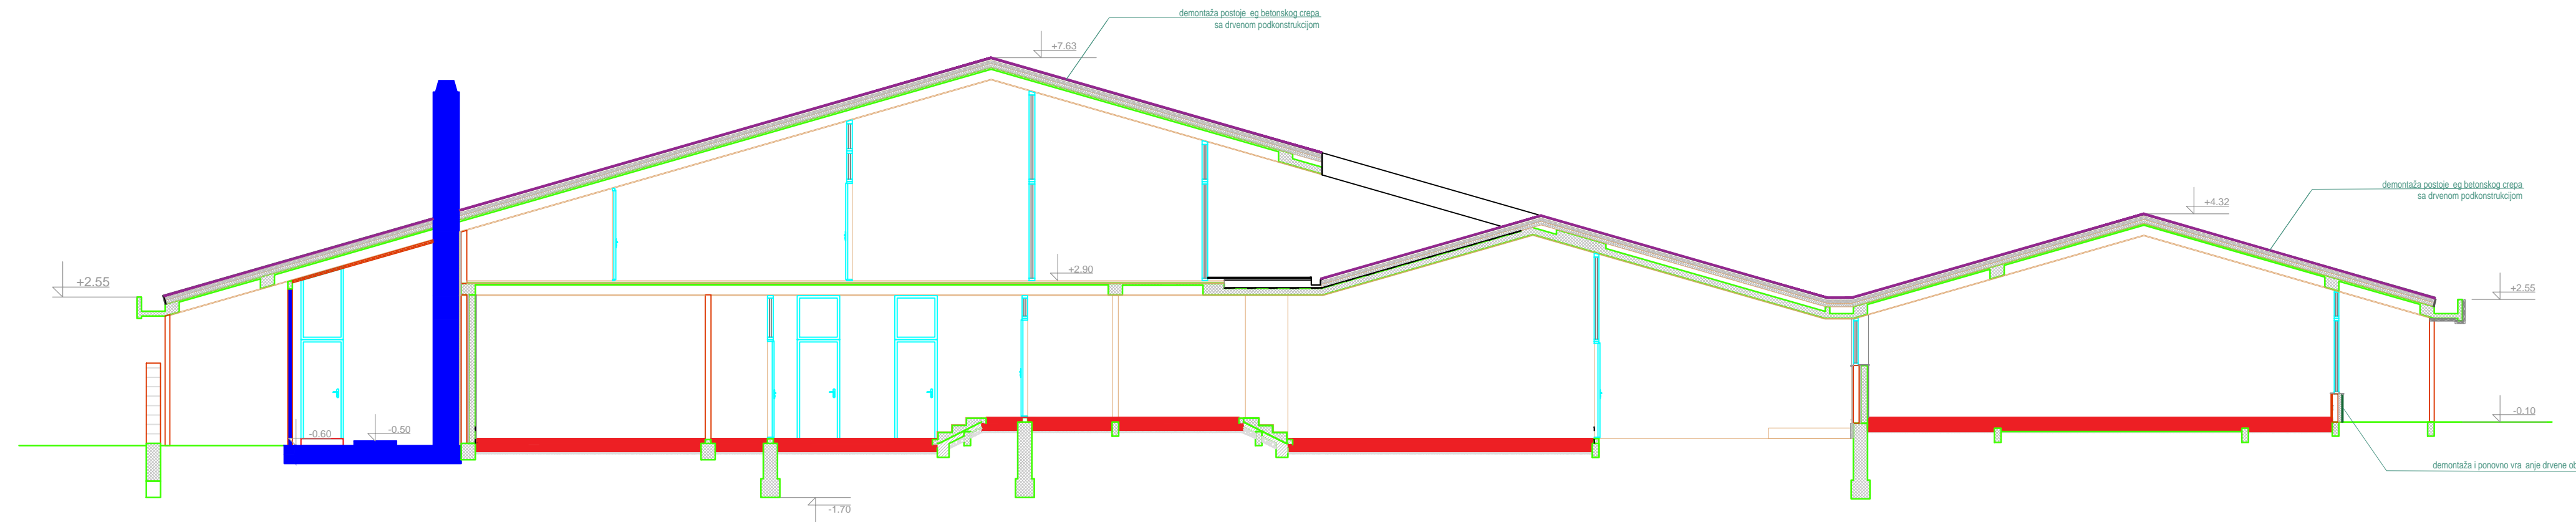 demontaža postoje eg betonskog crepa
sa drvenom podkonstrukcijom
+7.63
demontaža postoje eg betonskog crepa
sa drvenom podkonstrukcijom
+4.32
+2.55
+2.90
+2.55
-0.60
-0.50
-0.10
demontaža i ponovno vra anje drvene ob
-1.70